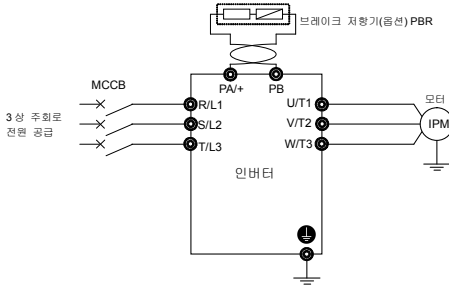 브레이크 저항기(옵션) PBR
PA/+ PB
MCCB
3상 주회로
전원 공급
R/L1
S/L2
T/L3
U/T1
V/T2
W/T3
모터
IPM
인버터